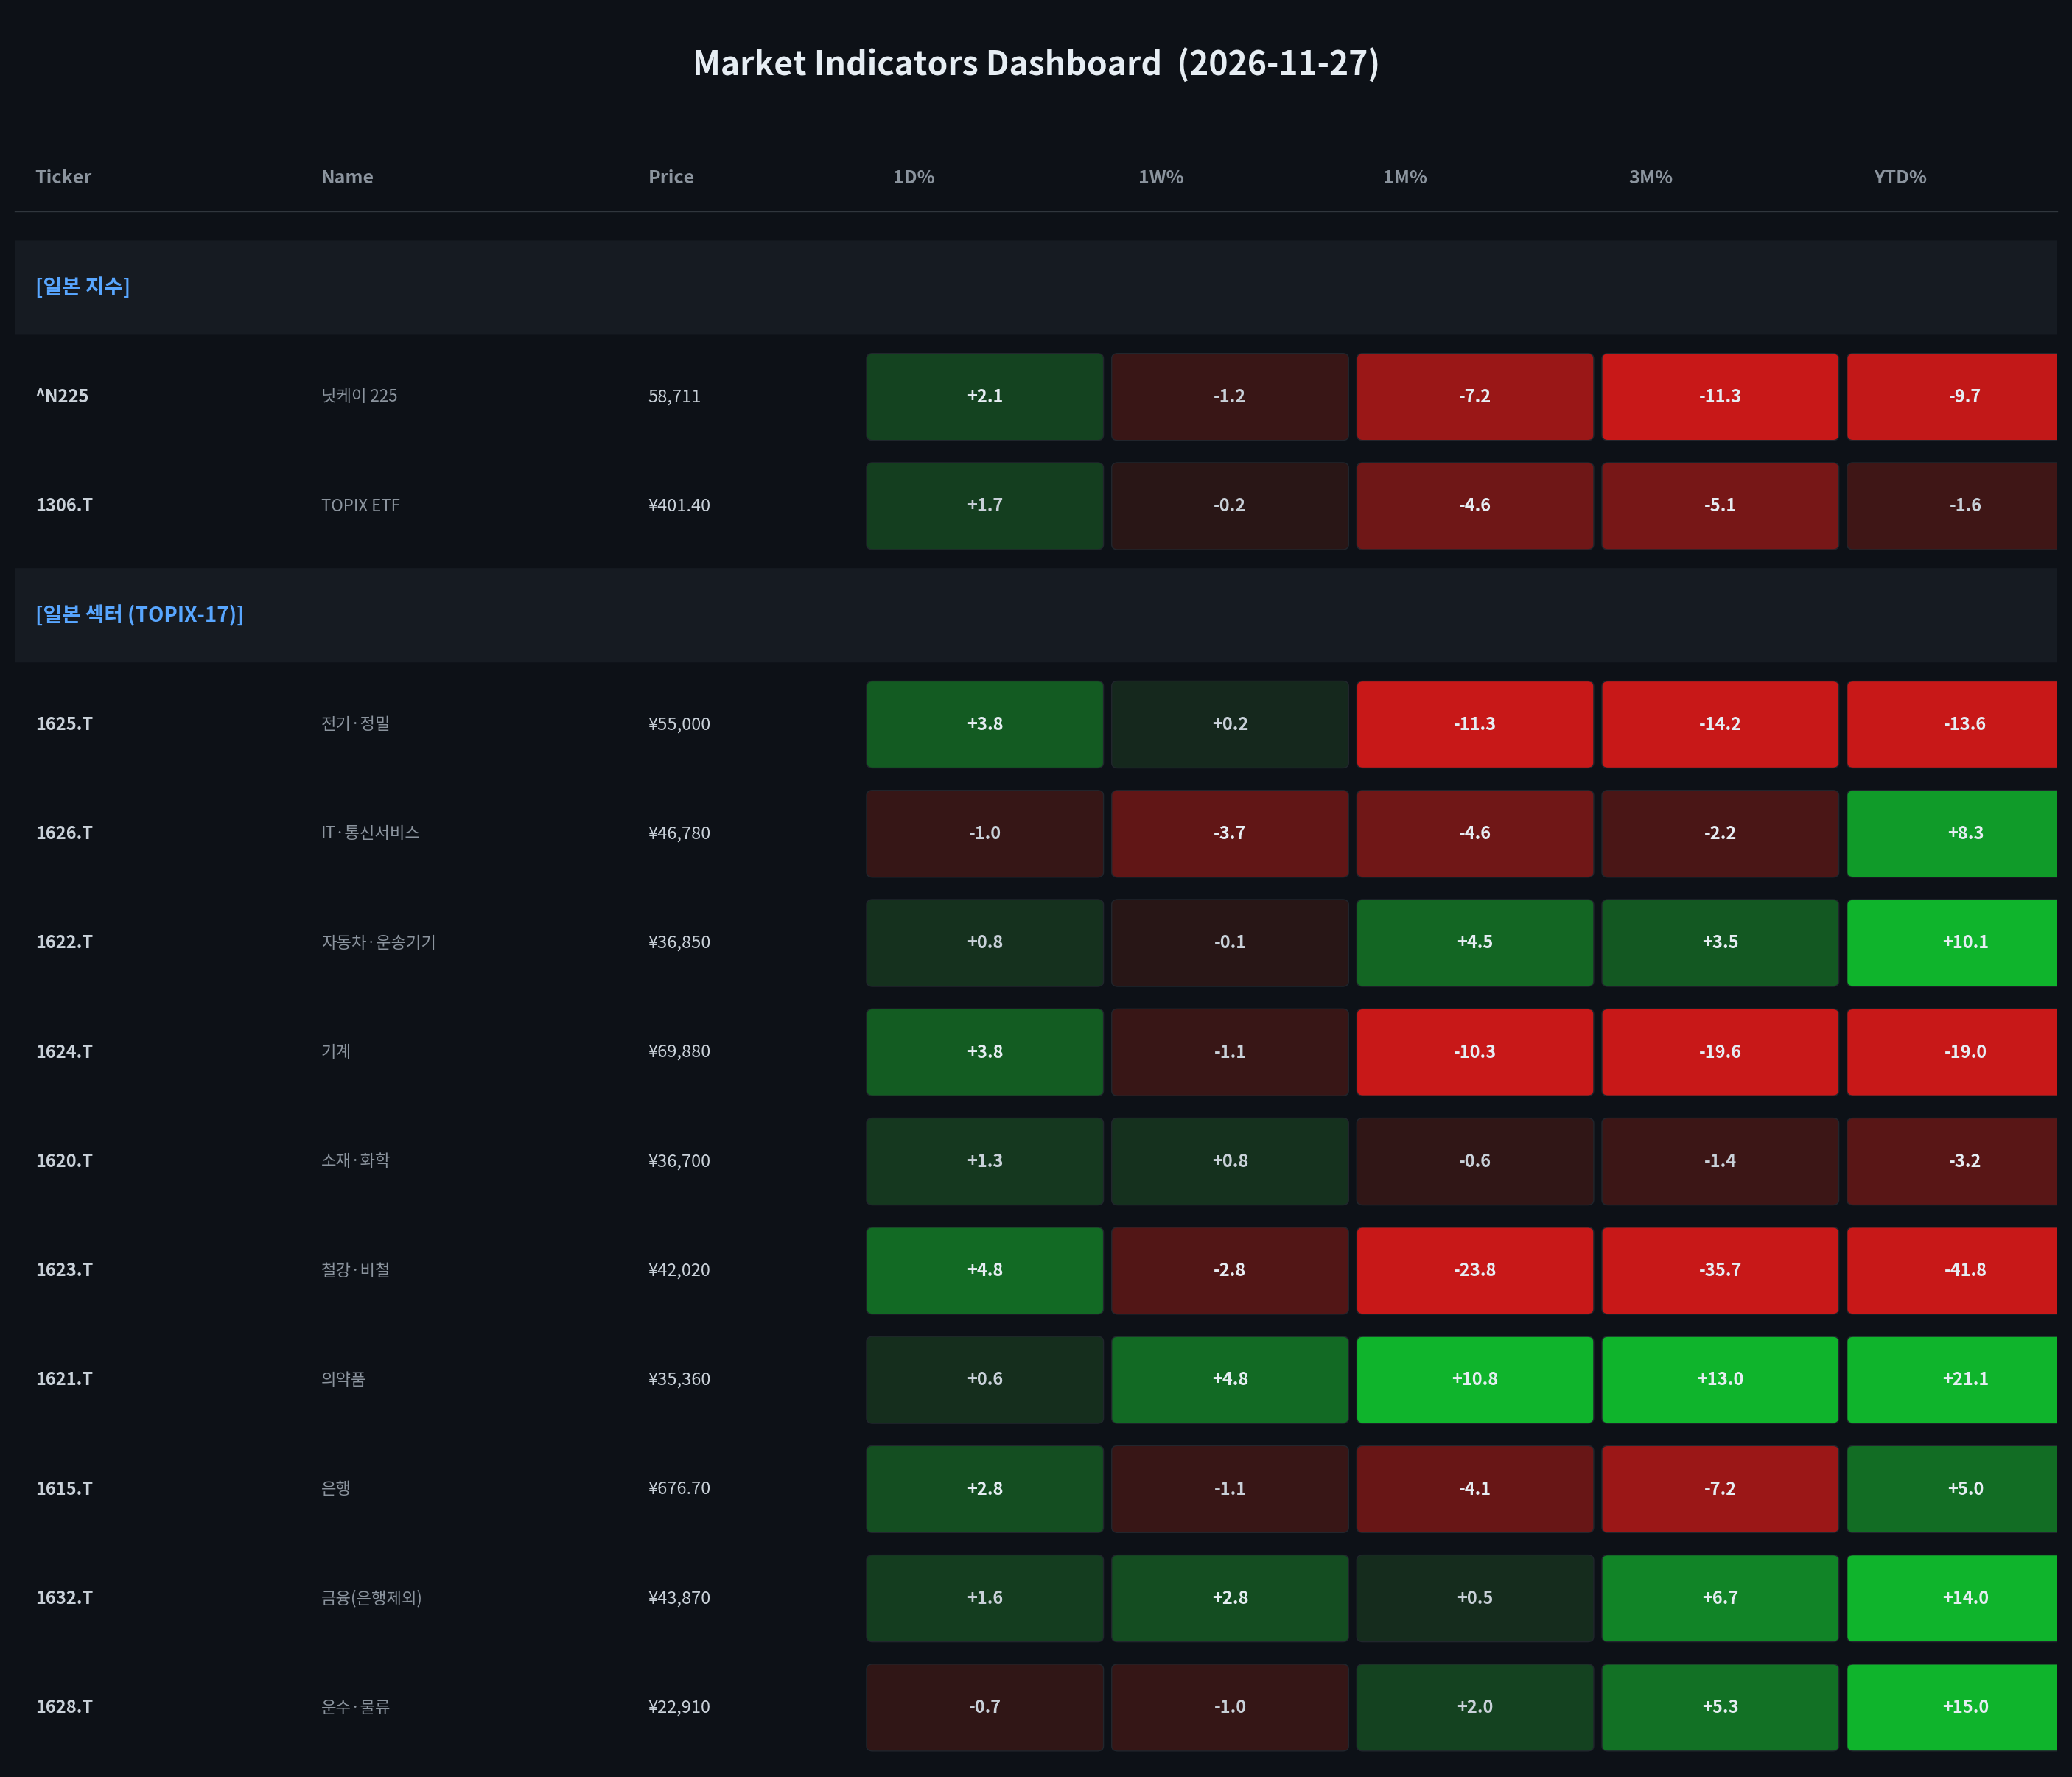 Market Indicators Dashboard (2026-11-27)
Ticker Name Price 1D% 1W% 1M% 3M% YTD%
[일본 지수]
^N225 닛케이 225 58,711 +2.1 -1.2 -7.2 -11.3 -9.7
1306.T TOPIX ETF ¥401.40 +1.7 -0.2 -4.6 -5.1 -1.6
[일본 섹터 (TOPIX-17)]
1625.T 전기·정밀 ¥55,000 +3.8 +0.2 -11.3 -14.2 -13.6
1626.T IT·통신서비스 ¥46,780 -1.0 -3.7 -4.6 -2.2 +8.3
1622.T 자동차·운송기기 ¥36,850 +0.8 -0.1 +4.5 +3.5 +10.1
1624.T 기계 ¥69,880 +3.8 -1.1 -10.3 -19.6 -19.0
1620.T 소재·화학 ¥36,700 +1.3 +0.8 -0.6 -1.4 -3.2
1623.T 철강·비철 ¥42,020 +4.8 -2.8 -23.8 -35.7 -41.8
1621.T 의약품 ¥35,360 +0.6 +4.8 +10.8 +13.0 +21.1
1615.T 은행 ¥676.70 +2.8 -1.1 -4.1 -7.2 +5.0
1632.T 금융(은행제외) ¥43,870 +1.6 +2.8 +0.5 +6.7 +14.0
1628.T 운수·물류 ¥22,910 -0.7 -1.0 +2.0 +5.3 +15.0